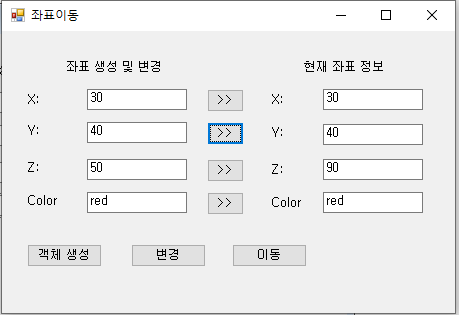 좌표이동
좌표 생성 및 변경 현재 좌표 정보
X: 30 >> X: 30
Y: 40 >> Y: 40
Z: 50 >> Z: 90
Color red >> Color red
객체 생성 변경 이동